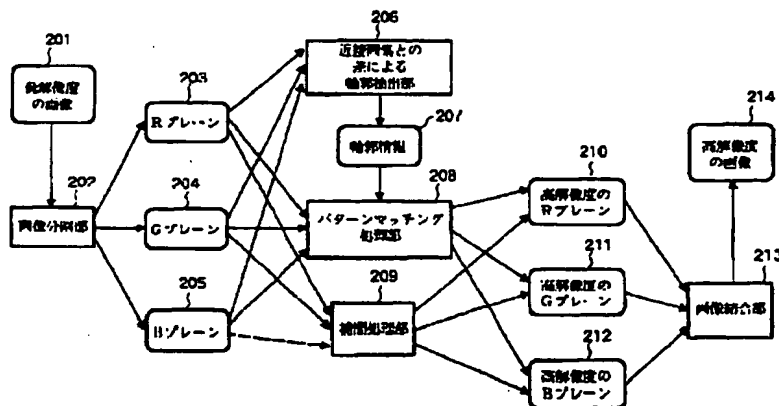 201
低解像度
の画像
202
画像分割部
203
Rプレーン
204
Gプレーン
205
Bプレーン
206
近接画素との
差による
輪郭抽出部
207
輪郭情報
208
パターンマッチング
処理部
209
補間処理部
210
高解像度の
Rプレーン
211
高解像度の
Gプレーン
212
高解像度の
Bプレーン
213
画像結合部
214
高解像度
の画像